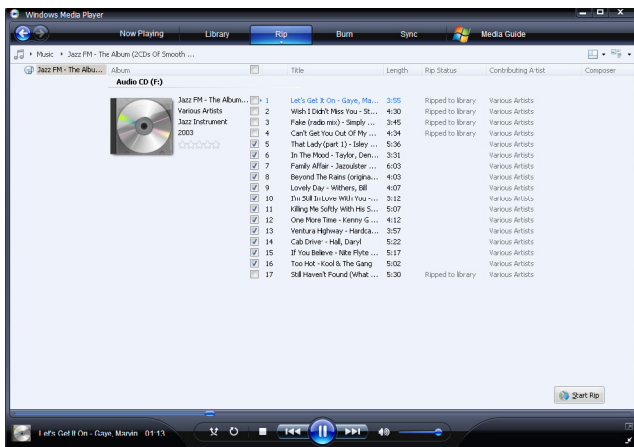 Windows Media Player
Now Playing Library Rip Burn Sync Media Guide
Music Jazz FM - The Album (2CDs Of Smooth ...
Jazz FM - The Albu... Album Title Length Rip Status Contributing Artist Composer
Audio CD (F:)
Jazz FM - The Album...
Various Artists
Jazz Instrument
2003
1 Let's Get It On - Gaye, Ma... 3:55 Ripped to library Various Artists
2 Wish I Didn't Miss You - St... 4:30 Ripped to library Various Artists
3 Fake (radio mix) - Simply ... 3:45 Ripped to library Various Artists
4 Can't Get You Out Of My ... 4:34 Ripped to library Various Artists
5 That Lady (part 1) - Isley ... 5:36 Various Artists
6 In The Mood - Taylor, Den... 3:31 Various Artists
7 Family Affair - Jazoulster ... 6:03 Various Artists
8 Beyond The Rains (origina... 4:03 Various Artists
9 Lovely Day - Withers, Bill 4:07 Various Artists
10 I'm Still In Love With You -... 3:12 Various Artists
11 Killing Me Softly With His S... 5:07 Various Artists
12 One More Time - Kenny G ... 4:12 Various Artists
13 Ventura Highway - Hardca... 3:57 Various Artists
14 Cab Driver - Hall, Daryl 5:22 Various Artists
15 If You Believe - Nite Flyte ... 5:17 Various Artists
16 Too Hot - Kool & The Gang 5:02 Various Artists
17 Still Haven't Found (What ... 5:30 Ripped to library Various Artists
Start Rip
Let's Get It On - Gaye, Marvin 01:13